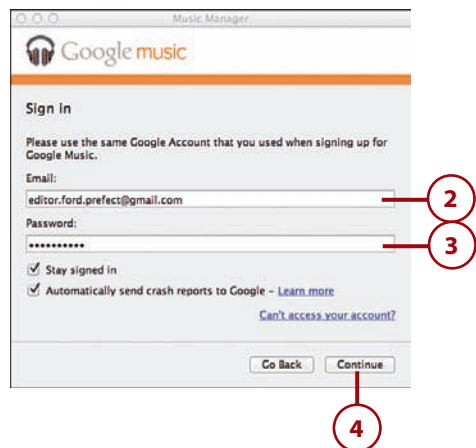 Music Manager
Google music
Sign in
Please use the same Google Account that you used when signing up for
Google Music.
Email:
editor.ford.prefect@gmail.com
2
Password:
••••••••••
3
Stay signed in
Automatically send crash reports to Google – Learn more
Can't access your account?
Go Back
Continue
4